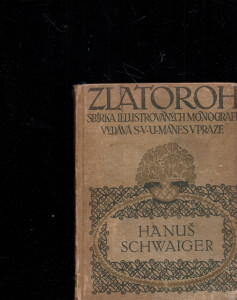 ZLATOROH
SBÍRKA ILLUSTROVANÝCH MONOGRAFIÍ
VYDÁVÁ S·V·U·MÁNES V PRAZE
HANUŠ
SCHWAIGER